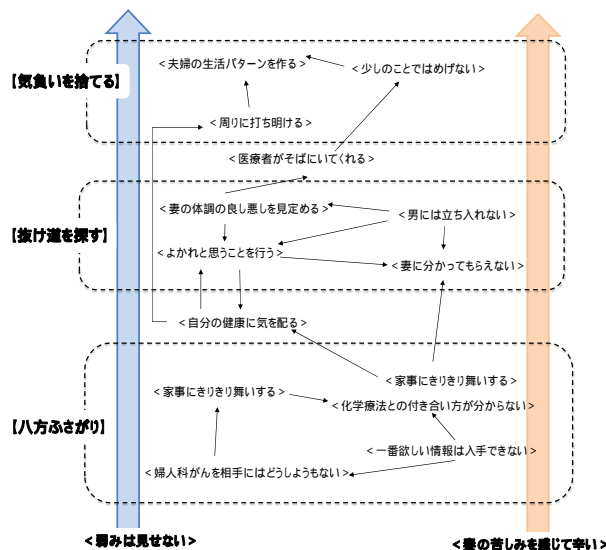 <夫婦の生活パターンを作る>
【気負いを捨てる】
<少しのことではめげない>
<周りに打ち明ける>
<医療者がそばにいてくれる>
<妻の体調の良し悪しを見定める>
<男には立ち入れない>
【抜け道を探す】
<よかれと思うことを行う>
<妻に分かってもらえない>
<自分の健康に気を配る>
<家事にきりきり舞いする>
<家事にきりきり舞いする>
<化学療法との付き合い方が分からない>
【八方ふさがり】
<一番欲しい情報は入手できない>
<婦人科がんを相手にはどうしようもない>
<弱みは見せない>
<妻の苦しみを感じて辛い>